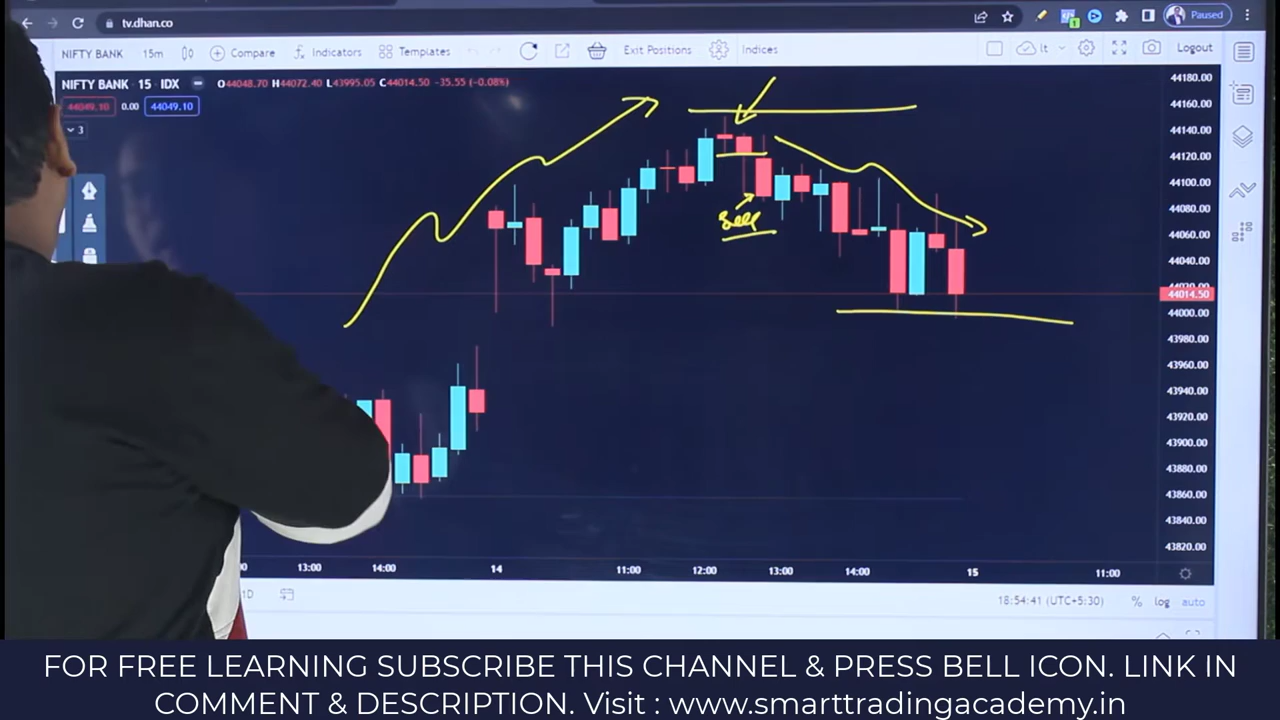 tv.dhan.co
Paused
NIFTY BANK 15m Compare Indicators Templates Exit Positions Indices lt Logout
NIFTY BANK · 15 · IDX O44048.70 H44072.40 L43995.05 C44014.50 -35.55 (-0.08%)
44049.10 0.00 44049.10
3
44180.00
44160.00
44140.00
44120.00
44100.00
44080.00
44060.00
44040.00
44014.50
44000.00
43980.00
43960.00
43940.00
43920.00
43900.00
43880.00
43860.00
43840.00
43820.00
Sell
13:00 14:00 14 11:00 12:00 13:00 14:00 15 11:00
1D 18:54:41 (UTC+5:30) % log auto
FOR FREE LEARNING SUBSCRIBE THIS CHANNEL & PRESS BELL ICON. LINK IN
COMMENT & DESCRIPTION. Visit : www.smarttradingacademy.in